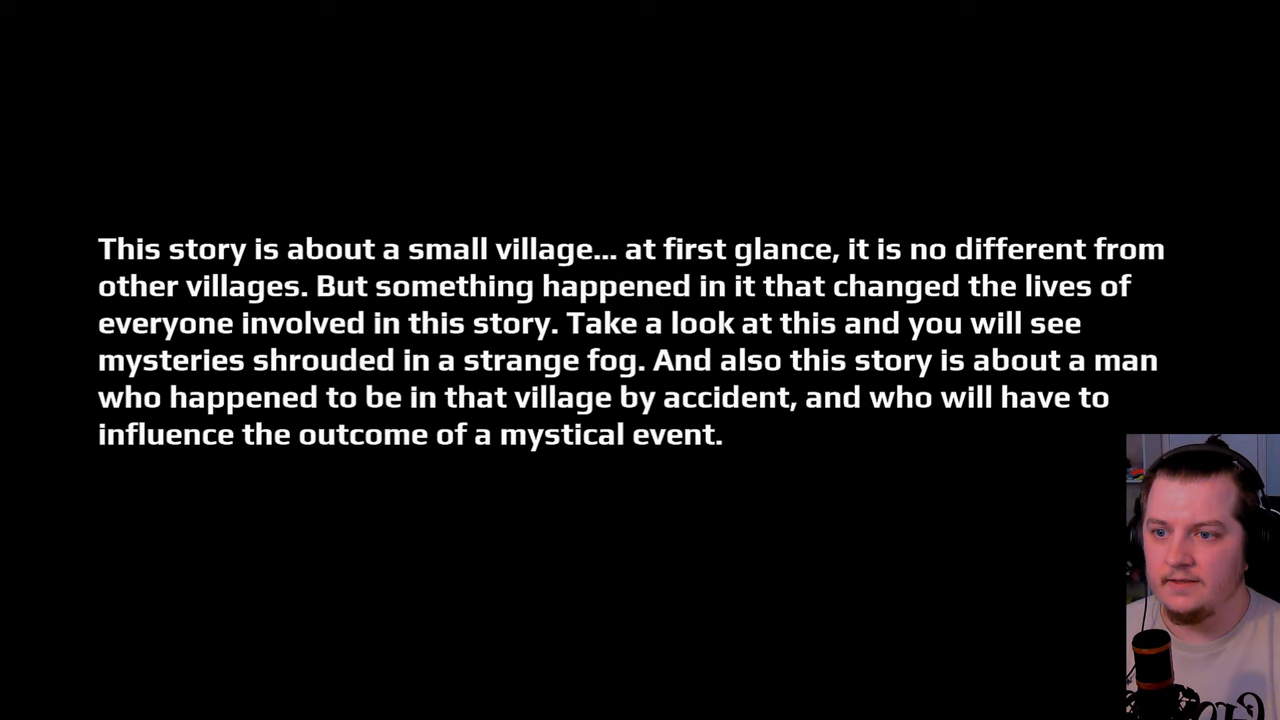 This story is about a small village... at first glance, it is no different from
other villages. But something happened in it that changed the lives of
everyone involved in this story. Take a look at this and you will see
mysteries shrouded in a strange fog. And also this story is about a man
who happened to be in that village by accident, and who will have to
influence the outcome of a mystical event.